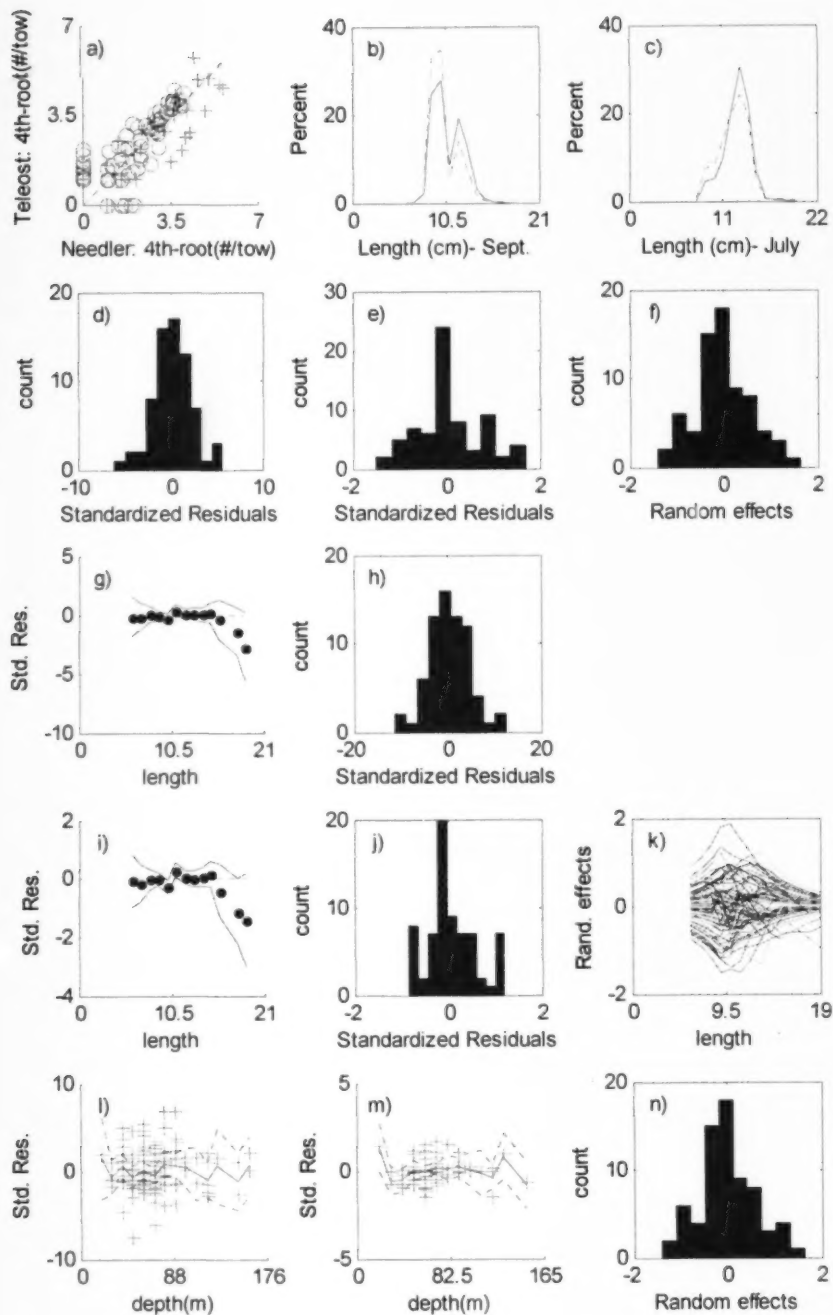 a)
7
3.5
0
0
3.5
7
Teleost: 4th-root(#/tow)
Needler: 4th-root(#/tow)
b)
40
20
0
0
10.5
21
Percent
Length (cm)- Sept.
c)
40
20
0
0
11
22
Percent
Length (cm)- July
d)
20
10
0
-10
0
10
count
Standardized Residuals
e)
30
20
10
0
-2
0
2
count
Standardized Residuals
f)
20
10
0
-2
0
2
count
Random effects
g)
5
0
-5
-10
0
10.5
21
Std. Res.
length
h)
20
10
0
-20
0
20
count
Standardized Residuals
i)
2
0
-2
-4
0
10.5
21
Std. Res.
length
j)
20
10
0
-2
0
2
count
Standardized Residuals
k)
2
0
-2
0
9.5
19
Rand. effects
length
l)
10
0
-10
0
88
176
Std. Res.
depth(m)
m)
5
0
-5
0
82.5
165
Std. Res.
depth(m)
n)
20
10
0
-2
0
2
count
Random effects